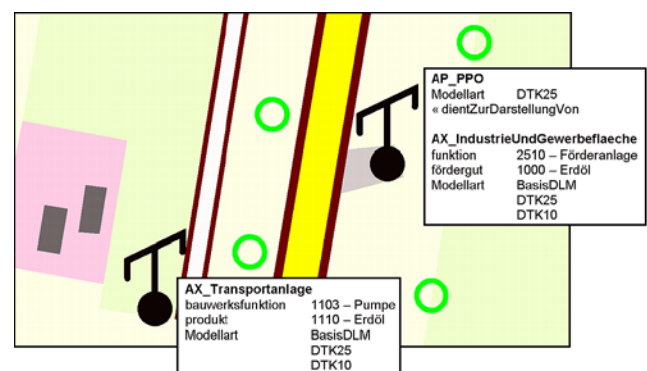 AP_PPO
Modellart DTK25
« dientZurDarstellungVon
AX_IndustrieUndGewerbeflaeche
funktion 2510 – Förderanlage
fördergut 1000 – Erdöl
Modellart BasisDLM
DTK25
DTK10
AX_Transportanlage
bauwerksfunktion 1103 – Pumpe
produkt 1110 – Erdöl
Modellart BasisDLM
DTK25
DTK10